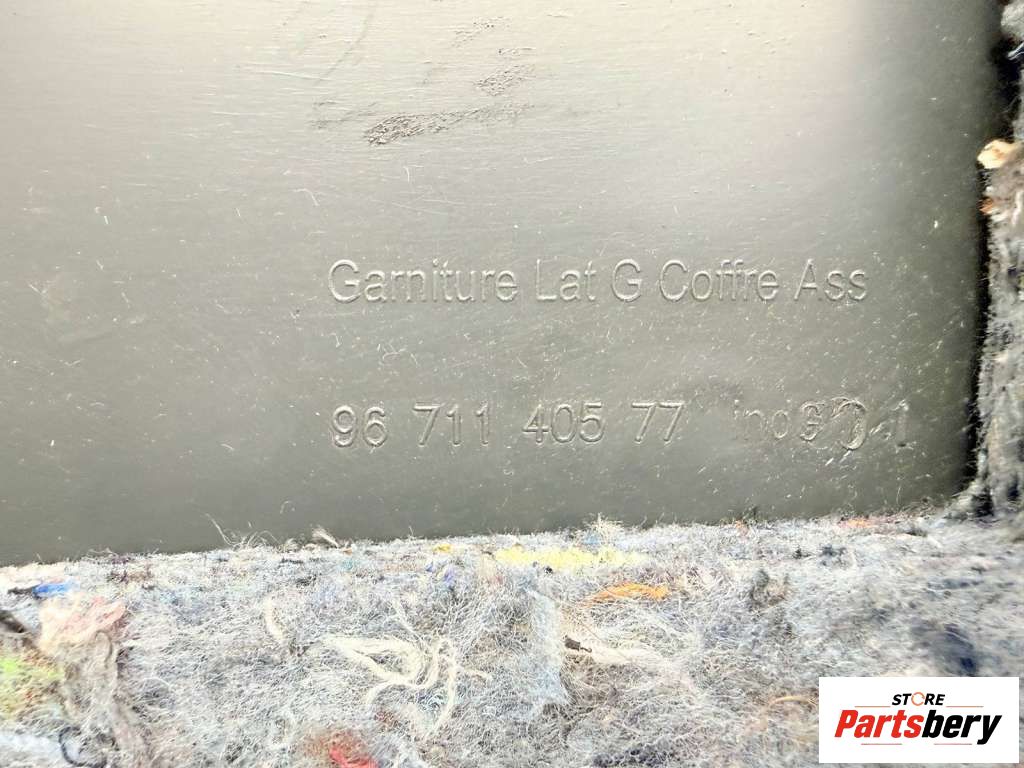 Garniture Lat G Coffre Ass
96 711 405 77
STORE
Partsbery